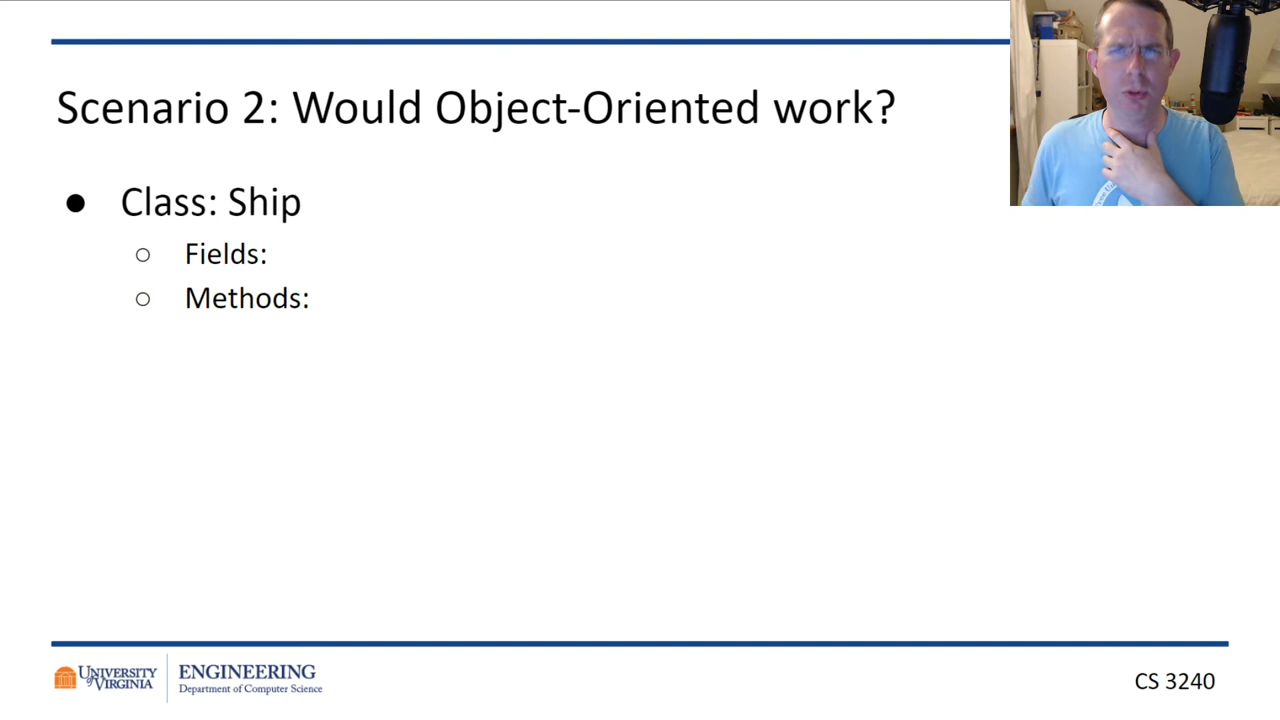 Scenario 2: Would Object-Oriented work?
● Class: Ship
○ Fields:
○ Methods:
UNIVERSITY of VIRGINIA
ENGINEERING
Department of Computer Science
CS 3240